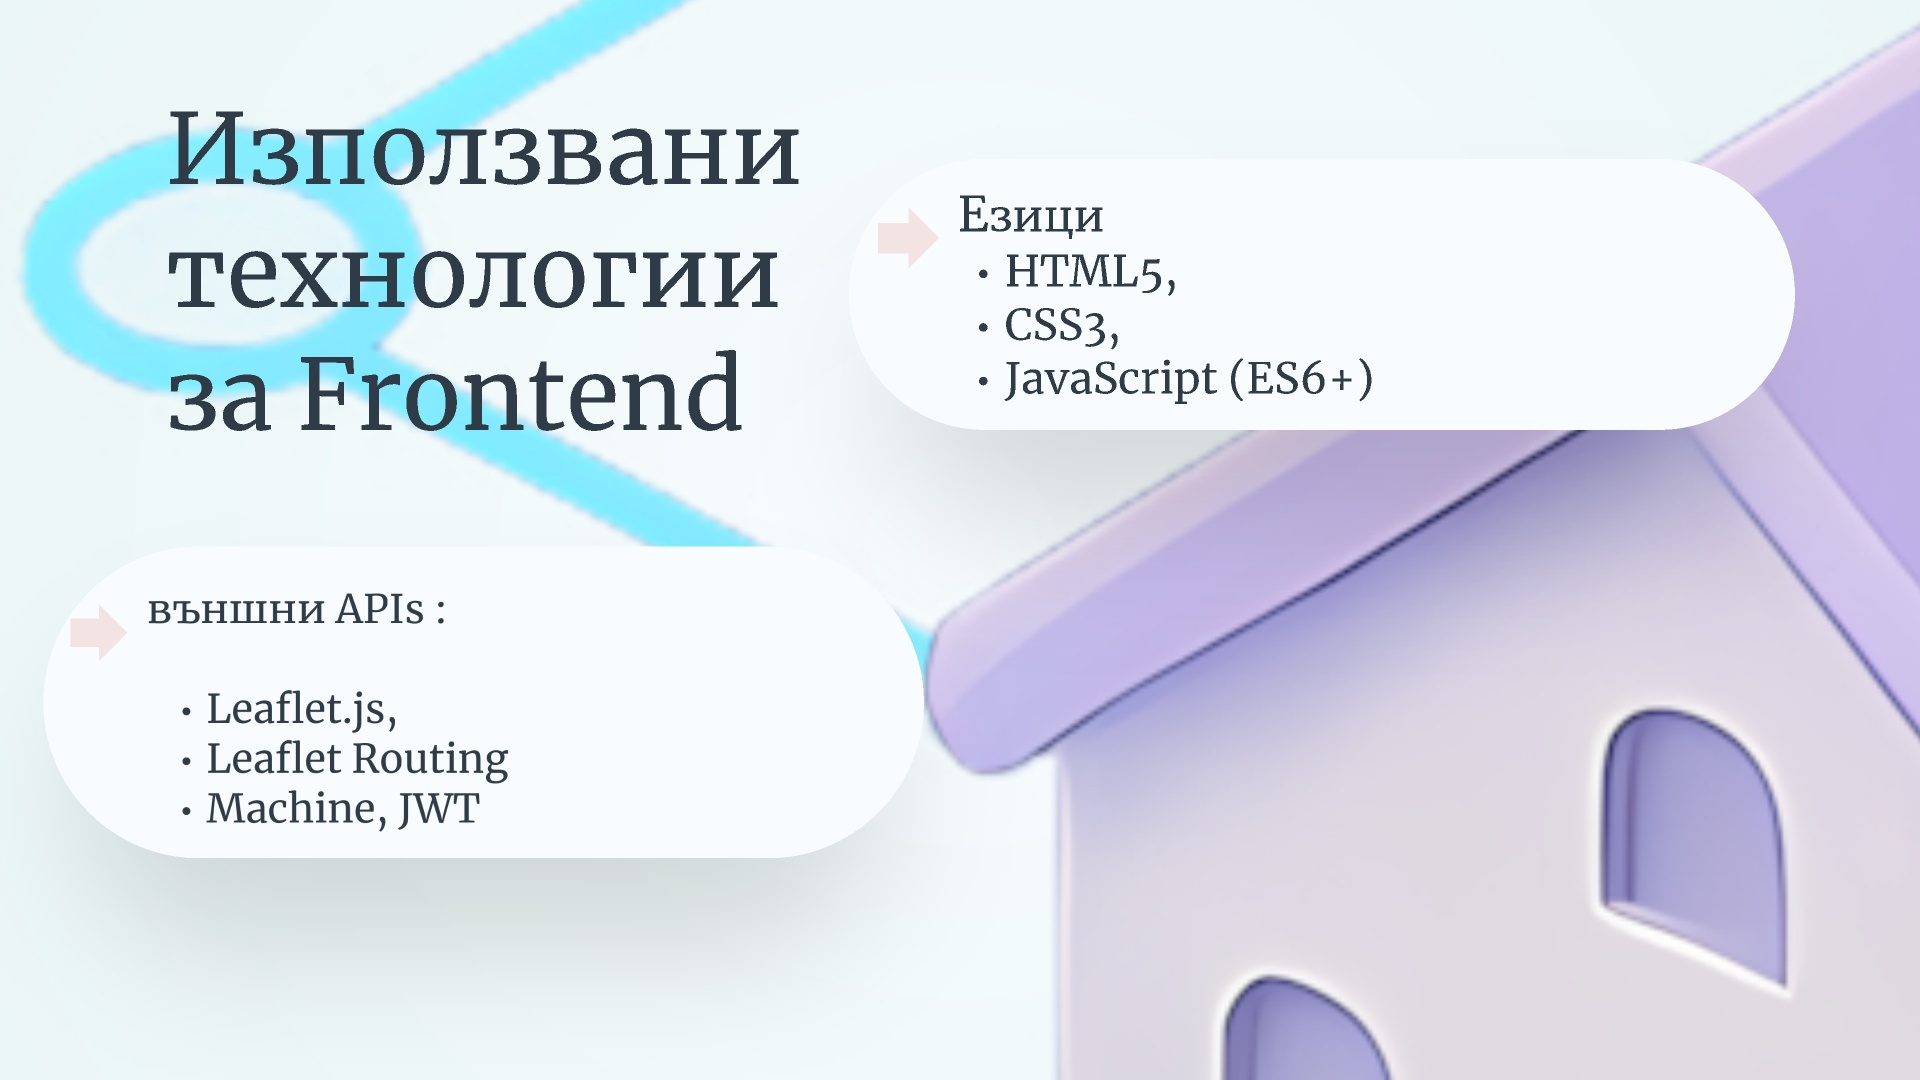 Използвани
технологии
за Frontend
Езици
• HTML5,
• CSS3,
• JavaScript (ES6+)
външни APIs :
• Leaflet.js,
• Leaflet Routing
• Machine, JWT